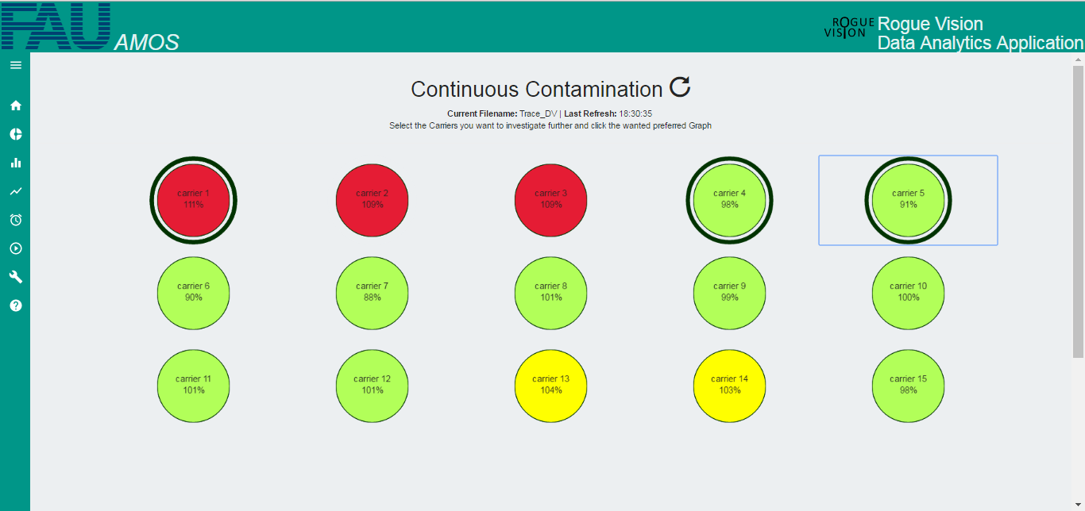 FAU AMOS
ROGUE VISION
Rogue Vision
Data Analytics Application
Continuous Contamination
Current Filename: Trace_DV | Last Refresh: 18:30:35
Select the Carriers you want to investigate further and click the wanted preferred Graph
carrier 1
111%
carrier 2
109%
carrier 3
109%
carrier 4
98%
carrier 5
91%
carrier 6
90%
carrier 7
88%
carrier 8
101%
carrier 9
99%
carrier 10
100%
carrier 11
101%
carrier 12
101%
carrier 13
104%
carrier 14
103%
carrier 15
98%